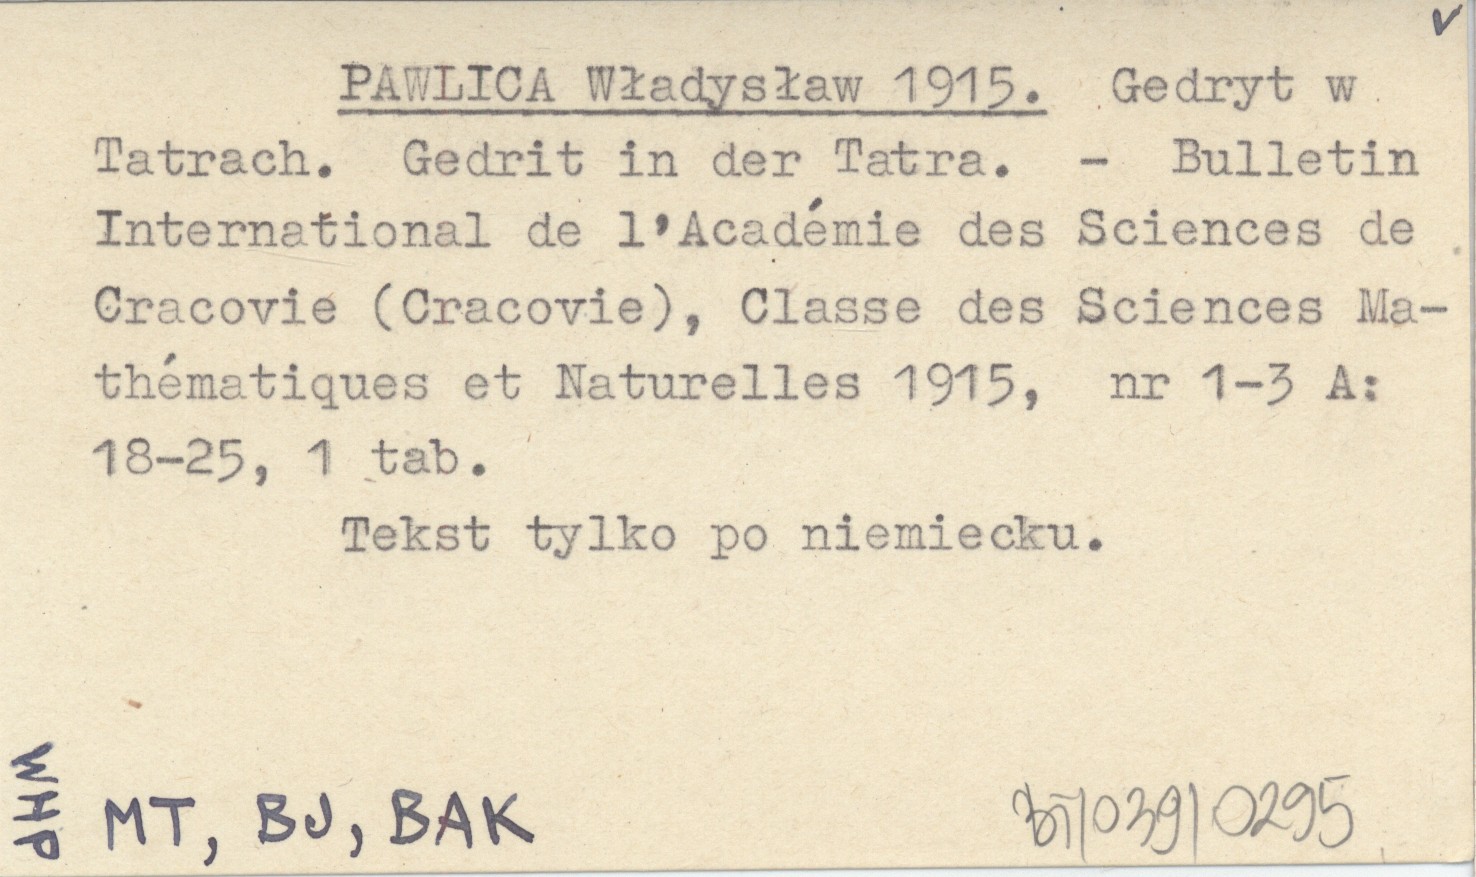 v
PAWLICA Władysław 1915. Gedryt w
Tatrach. Gedrit in der Tatra. - Bulletin
International de l'Académie des Sciences de
Cracovie (Cracovie), Classe des Sciences Ma-
thématiques et Naturelles 1915, nr 1-3 A:
18-25, 1 tab.
Tekst tylko po niemiecku.
WHP
MT, BJ, BAK
/039/0295